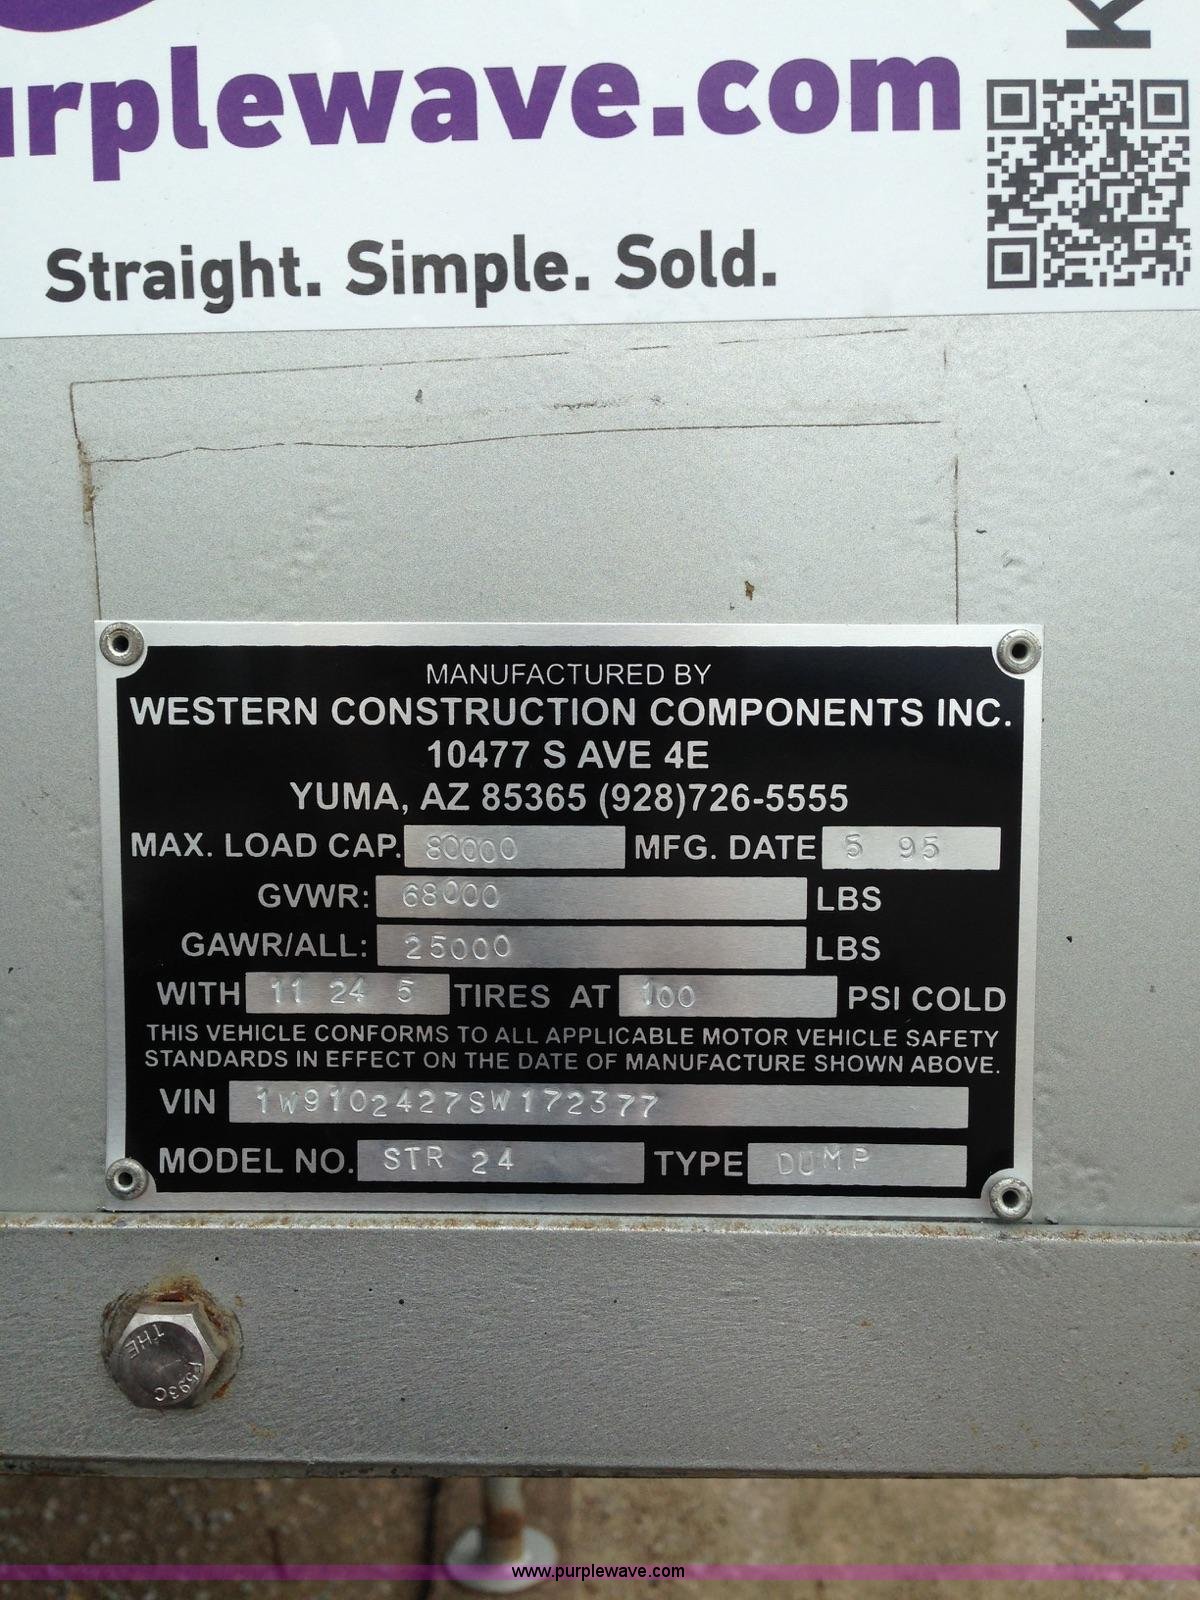 urplewave.com
K
Straight. Simple. Sold.
MANUFACTURED BY
WESTERN CONSTRUCTION COMPONENTS INC.
10477 S AVE 4E
YUMA, AZ 85365 (928)726-5555
MAX. LOAD CAP. 80000 MFG. DATE 5 95
GVWR: 68000 LBS
GAWR/ALL: 25000 LBS
WITH 11 24 5 TIRES AT 100 PSI COLD
THIS VEHICLE CONFORMS TO ALL APPLICABLE MOTOR VEHICLE SAFETY
STANDARDS IN EFFECT ON THE DATE OF MANUFACTURE SHOWN ABOVE.
VIN 1W9102427SW172377
MODEL NO. STR 24 TYPE DUMP
THE
F593C
www.purplewave.com